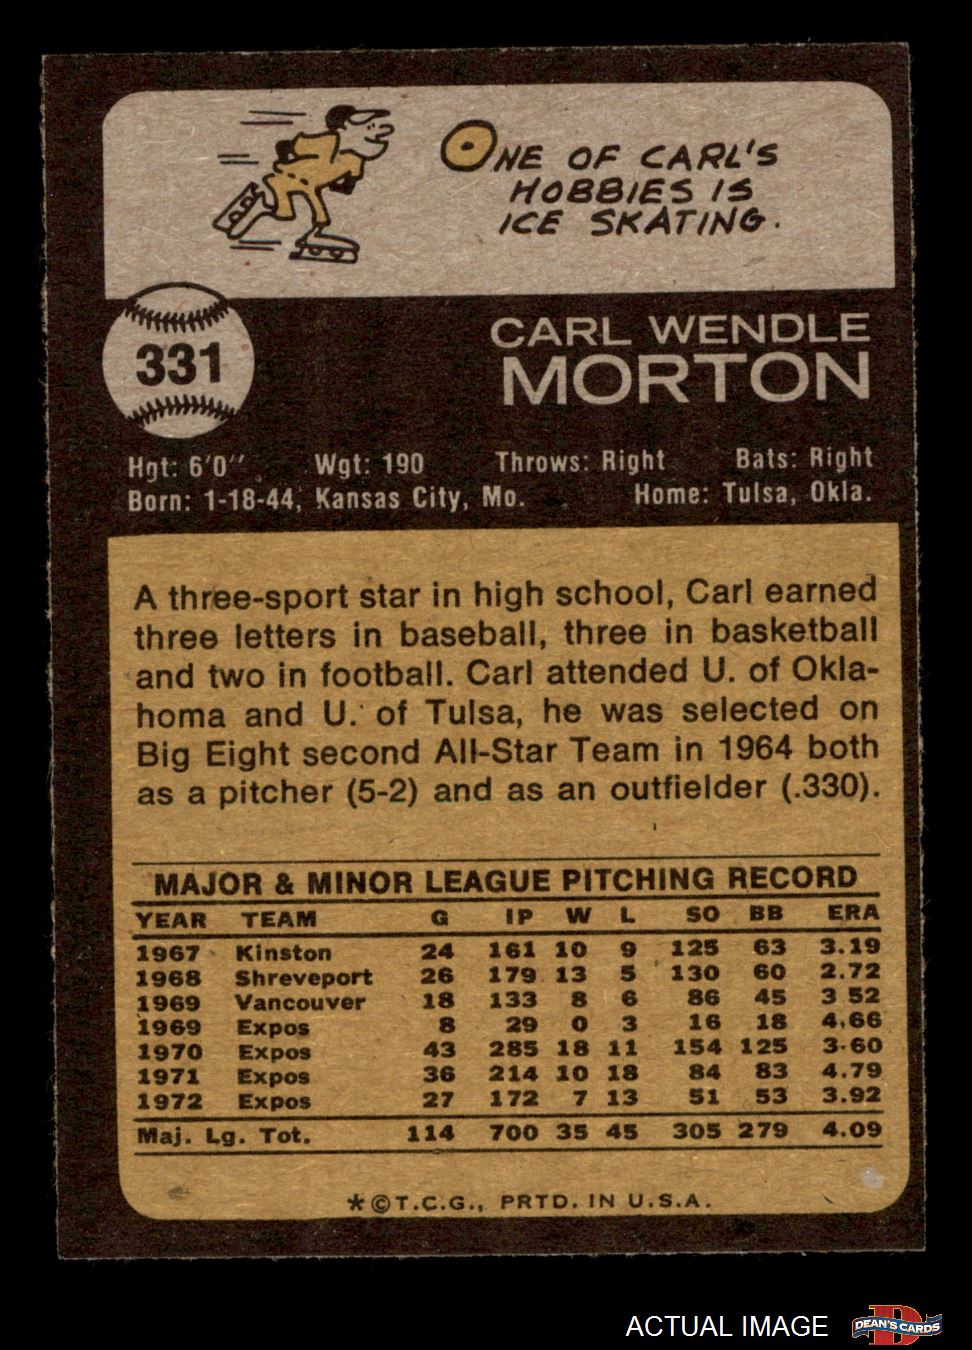 ONE OF CARL'S
HOBBIES IS
ICE SKATING.
331
CARL WENDLE
MORTON
Hgt: 6'0" Wgt: 190 Throws: Right Bats: Right
Born: 1-18-44, Kansas City, Mo. Home: Tulsa, Okla.
A three-sport star in high school, Carl earned
three letters in baseball, three in basketball
and two in football. Carl attended U. of Okla-
homa and U. of Tulsa, he was selected on
Big Eight second All-Star Team in 1964 both
as a pitcher (5-2) and as an outfielder (.330).
MAJOR & MINOR LEAGUE PITCHING RECORD
YEAR TEAM G IP W L SO BB ERA
1967 Kinston 24 161 10 9 125 63 3.19
1968 Shreveport 26 179 13 5 130 60 2.72
1969 Vancouver 18 133 8 6 86 45 3 52
1969 Expos 8 29 0 3 16 18 4.66
1970 Expos 43 285 18 11 154 125 3.60
1971 Expos 36 214 10 18 84 83 4.79
1972 Expos 27 172 7 13 51 53 3.92
Maj. Lg. Tot. 114 700 35 45 305 279 4.09
*©T.C.G., PRTD. IN U.S.A.
ACTUAL IMAGE
D
DEAN'S CARDS